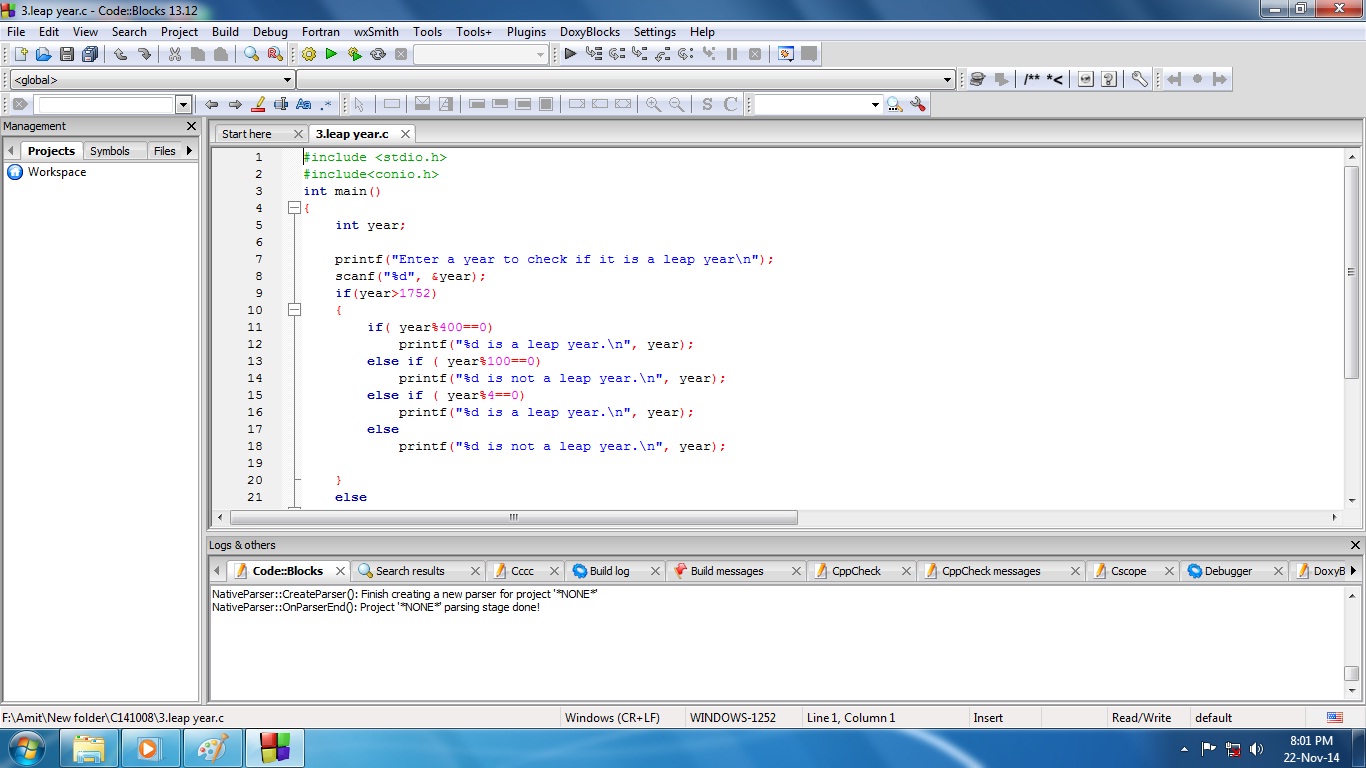 3.leap year.c - Code::Blocks 13.12
File Edit View Search Project Build Debug Fortran wxSmith Tools Tools+ Plugins DoxyBlocks Settings Help
<global>
/** *<
Aa .*
S C
Management
Projects Symbols Files
Workspace
Start here 3.leap year.c
1 #include <stdio.h>
2 #include<conio.h>
3 int main()
4 {
5 int year;
6
7 printf("Enter a year to check if it is a leap year\n");
8 scanf("%d", &year);
9 if(year>1752)
10 {
11 if( year%400==0)
12 printf("%d is a leap year.\n", year);
13 else if ( year%100==0)
14 printf("%d is not a leap year.\n", year);
15 else if ( year%4==0)
16 printf("%d is a leap year.\n", year);
17 else
18 printf("%d is not a leap year.\n", year);
19
20 }
21 else
Logs & others
Code::Blocks Search results Cccc Build log Build messages CppCheck CppCheck messages Cscope Debugger DoxyB
NativeParser::CreateParser(): Finish creating a new parser for project '*NONE*'
NativeParser::OnParserEnd(): Project '*NONE*' parsing stage done!
F:\Amit\New folder\C141008\3.leap year.c Windows (CR+LF) WINDOWS-1252 Line 1, Column 1 Insert Read/Write default
8:01 PM
22-Nov-14